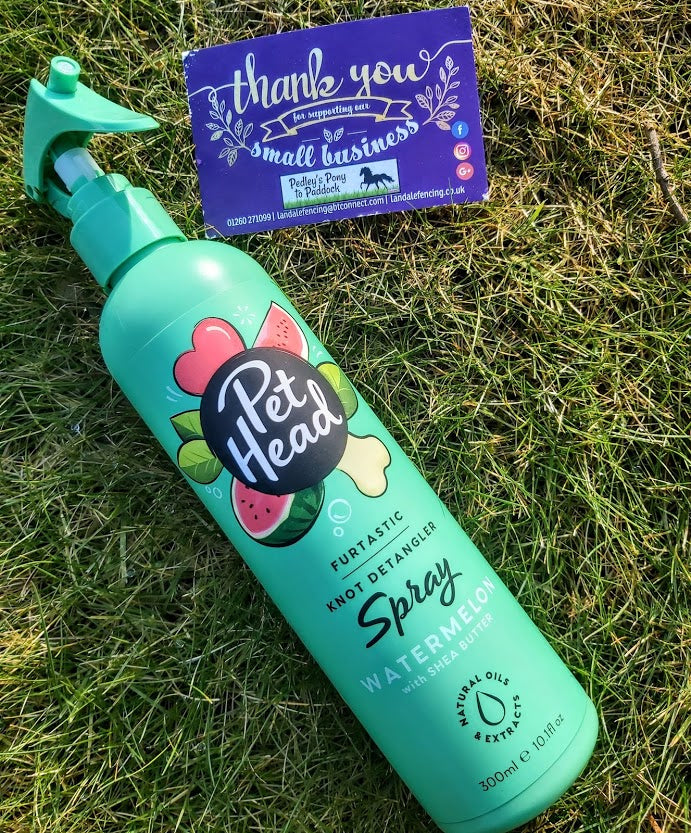 thank you
for supporting our
small business
Pedley's Pony
to Paddock
01260 271099 | landalefencing@btconnect.com | landalefencing.co.uk
f
G+
Pet
Head
FURTASTIC
KNOT DETANGLER
Spray
WATERMELON
with SHEA BUTTER
NATURAL OILS
& EXTRACTS
300ml e 10.1fl oz